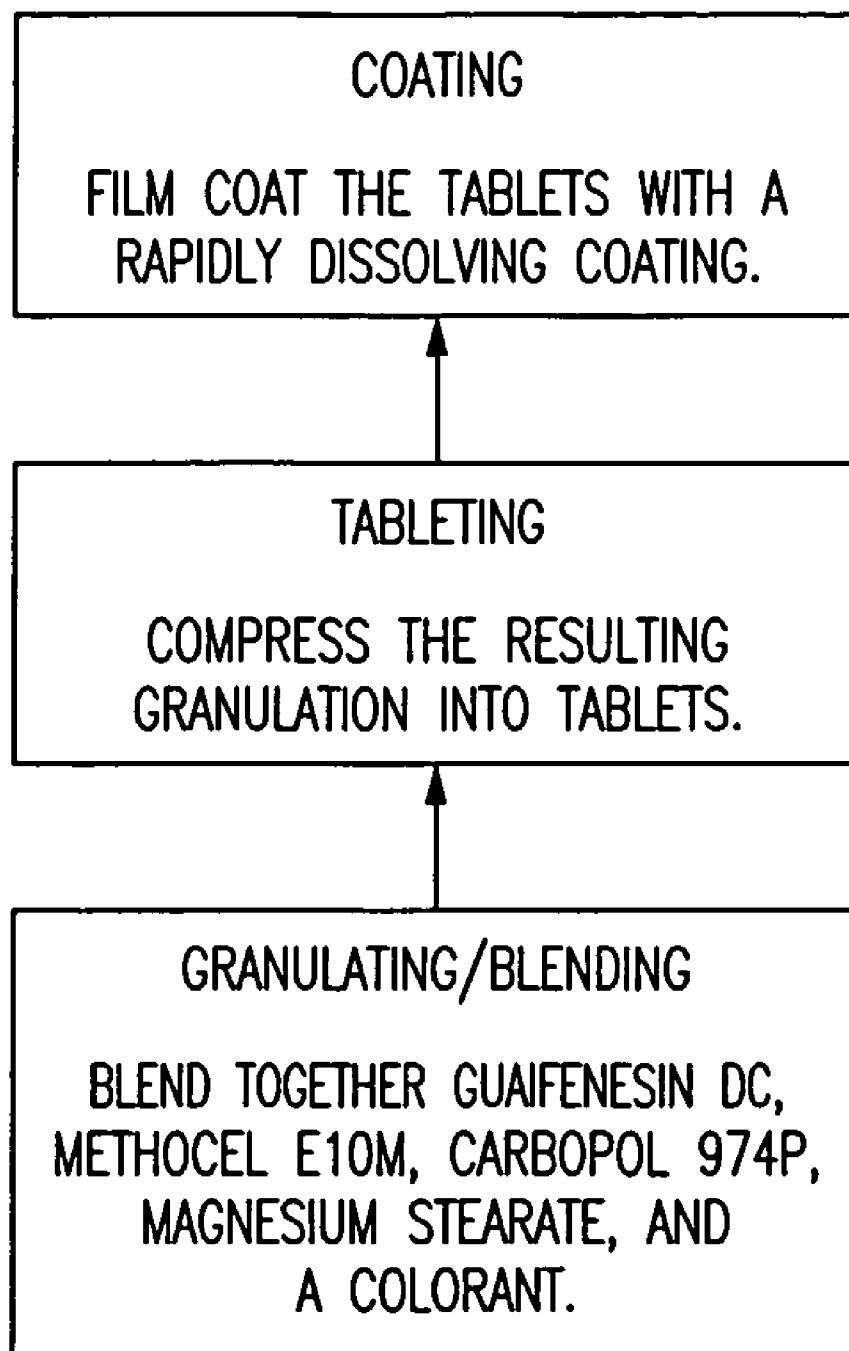 COATING
FILM COAT THE TABLETS WITH A
RAPIDLY DISSOLVING COATING.
TABLETING
COMPRESS THE RESULTING
GRANULATION INTO TABLETS.
GRANULATING/BLENDING
BLEND TOGETHER GUAIFENESIN DC,
METHOCEL E10M, CARBOPOL 974P,
MAGNESIUM STEARATE, AND
A COLORANT.